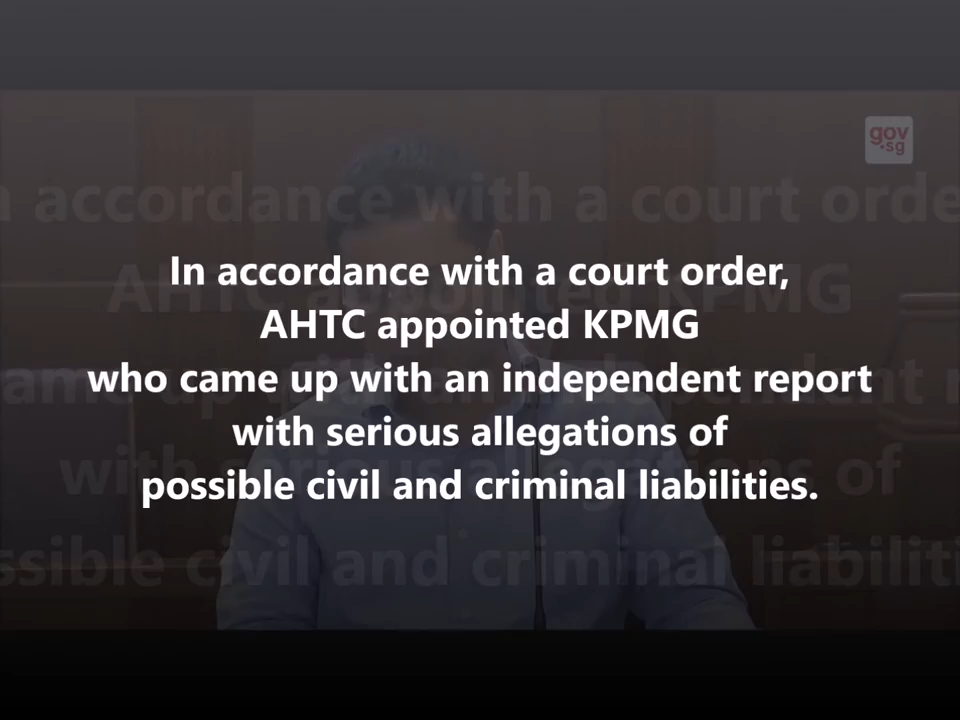 gov
.sg
In accordance with a court order,
AHTC appointed KPMG
who came up with an independent report
with serious allegations of
possible civil and criminal liabilities.